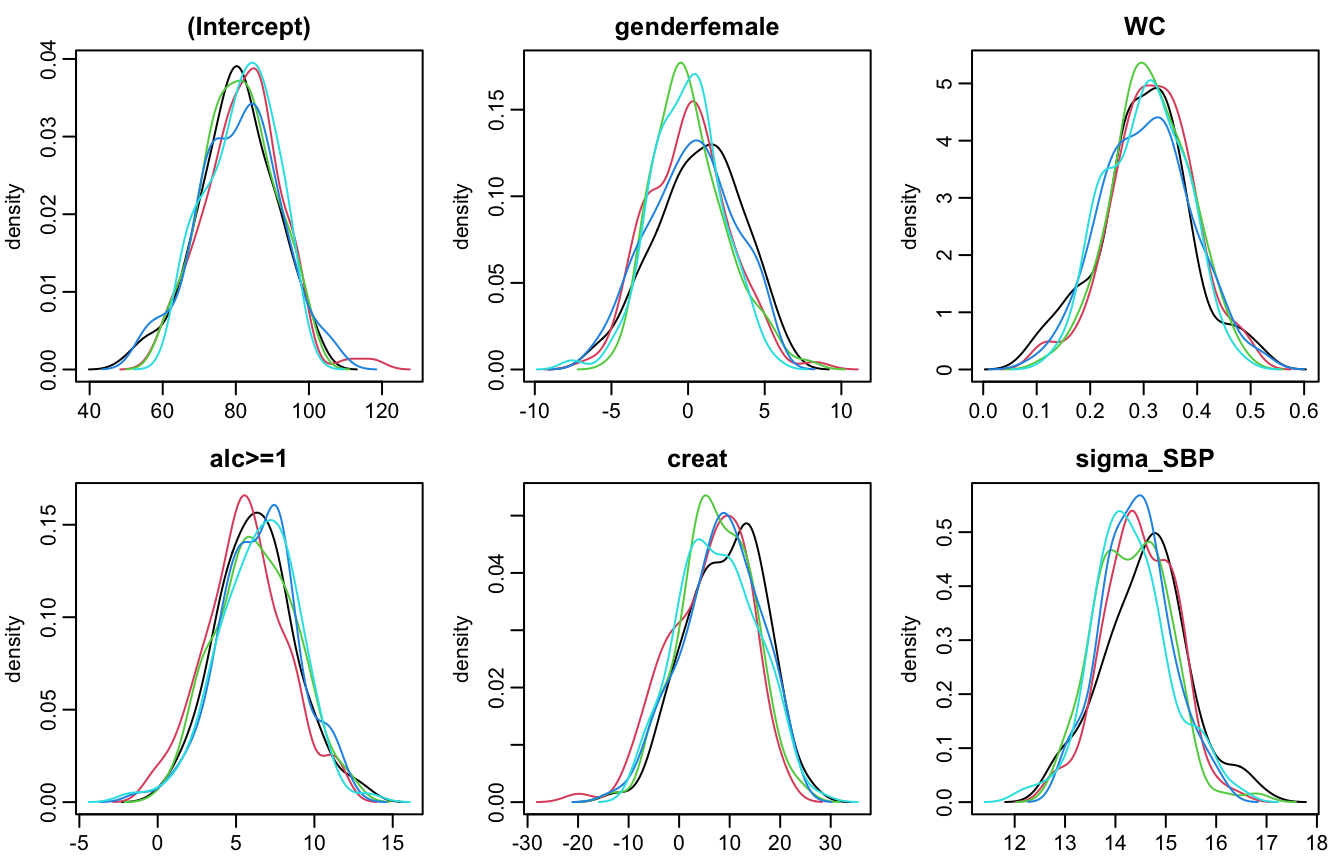 (Intercept)
density
0.00 0.01 0.02 0.03 0.04
40 60 80 100 120
genderfemale
density
0.00 0.05 0.10 0.15
-10 -5 0 5 10
WC
density
0 1 2 3 4 5
0.0 0.1 0.2 0.3 0.4 0.5 0.6
alc>=1
density
0.00 0.05 0.10 0.15
-5 0 5 10 15
creat
density
0.00 0.02 0.04
-30 -20 -10 0 10 20 30
sigma_SBP
density
0.0 0.1 0.2 0.3 0.4 0.5
12 13 14 15 16 17 18